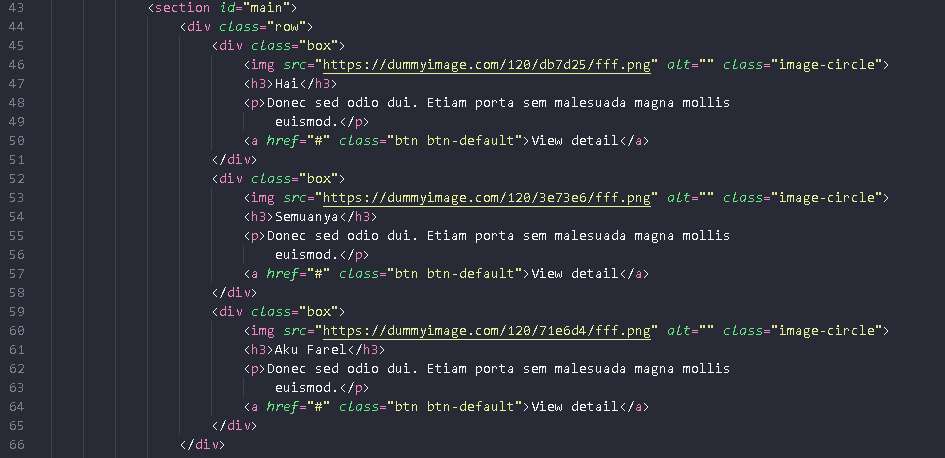 43 <section id="main">
44 <div class="row">
45 <div class="box">
46 <img src="https://dummyimage.com/120/db7d25/fff.png" alt="" class="image-circle">
47 <h3>Hai</h3>
48 <p>Donec sed odio dui. Etiam porta sem malesuada magna mollis
49 euismod.</p>
50 <a href="#" class="btn btn-default">View detail</a>
51 </div>
52 <div class="box">
53 <img src="https://dummyimage.com/120/3e73e6/fff.png" alt="" class="image-circle">
54 <h3>Semuanya</h3>
55 <p>Donec sed odio dui. Etiam porta sem malesuada magna mollis
56 euismod.</p>
57 <a href="#" class="btn btn-default">View detail</a>
58 </div>
59 <div class="box">
60 <img src="https://dummyimage.com/120/71e6d4/fff.png" alt="" class="image-circle">
61 <h3>Aku Farel</h3>
62 <p>Donec sed odio dui. Etiam porta sem malesuada magna mollis
63 euismod.</p>
64 <a href="#" class="btn btn-default">View detail</a>
65 </div>
66 </div>